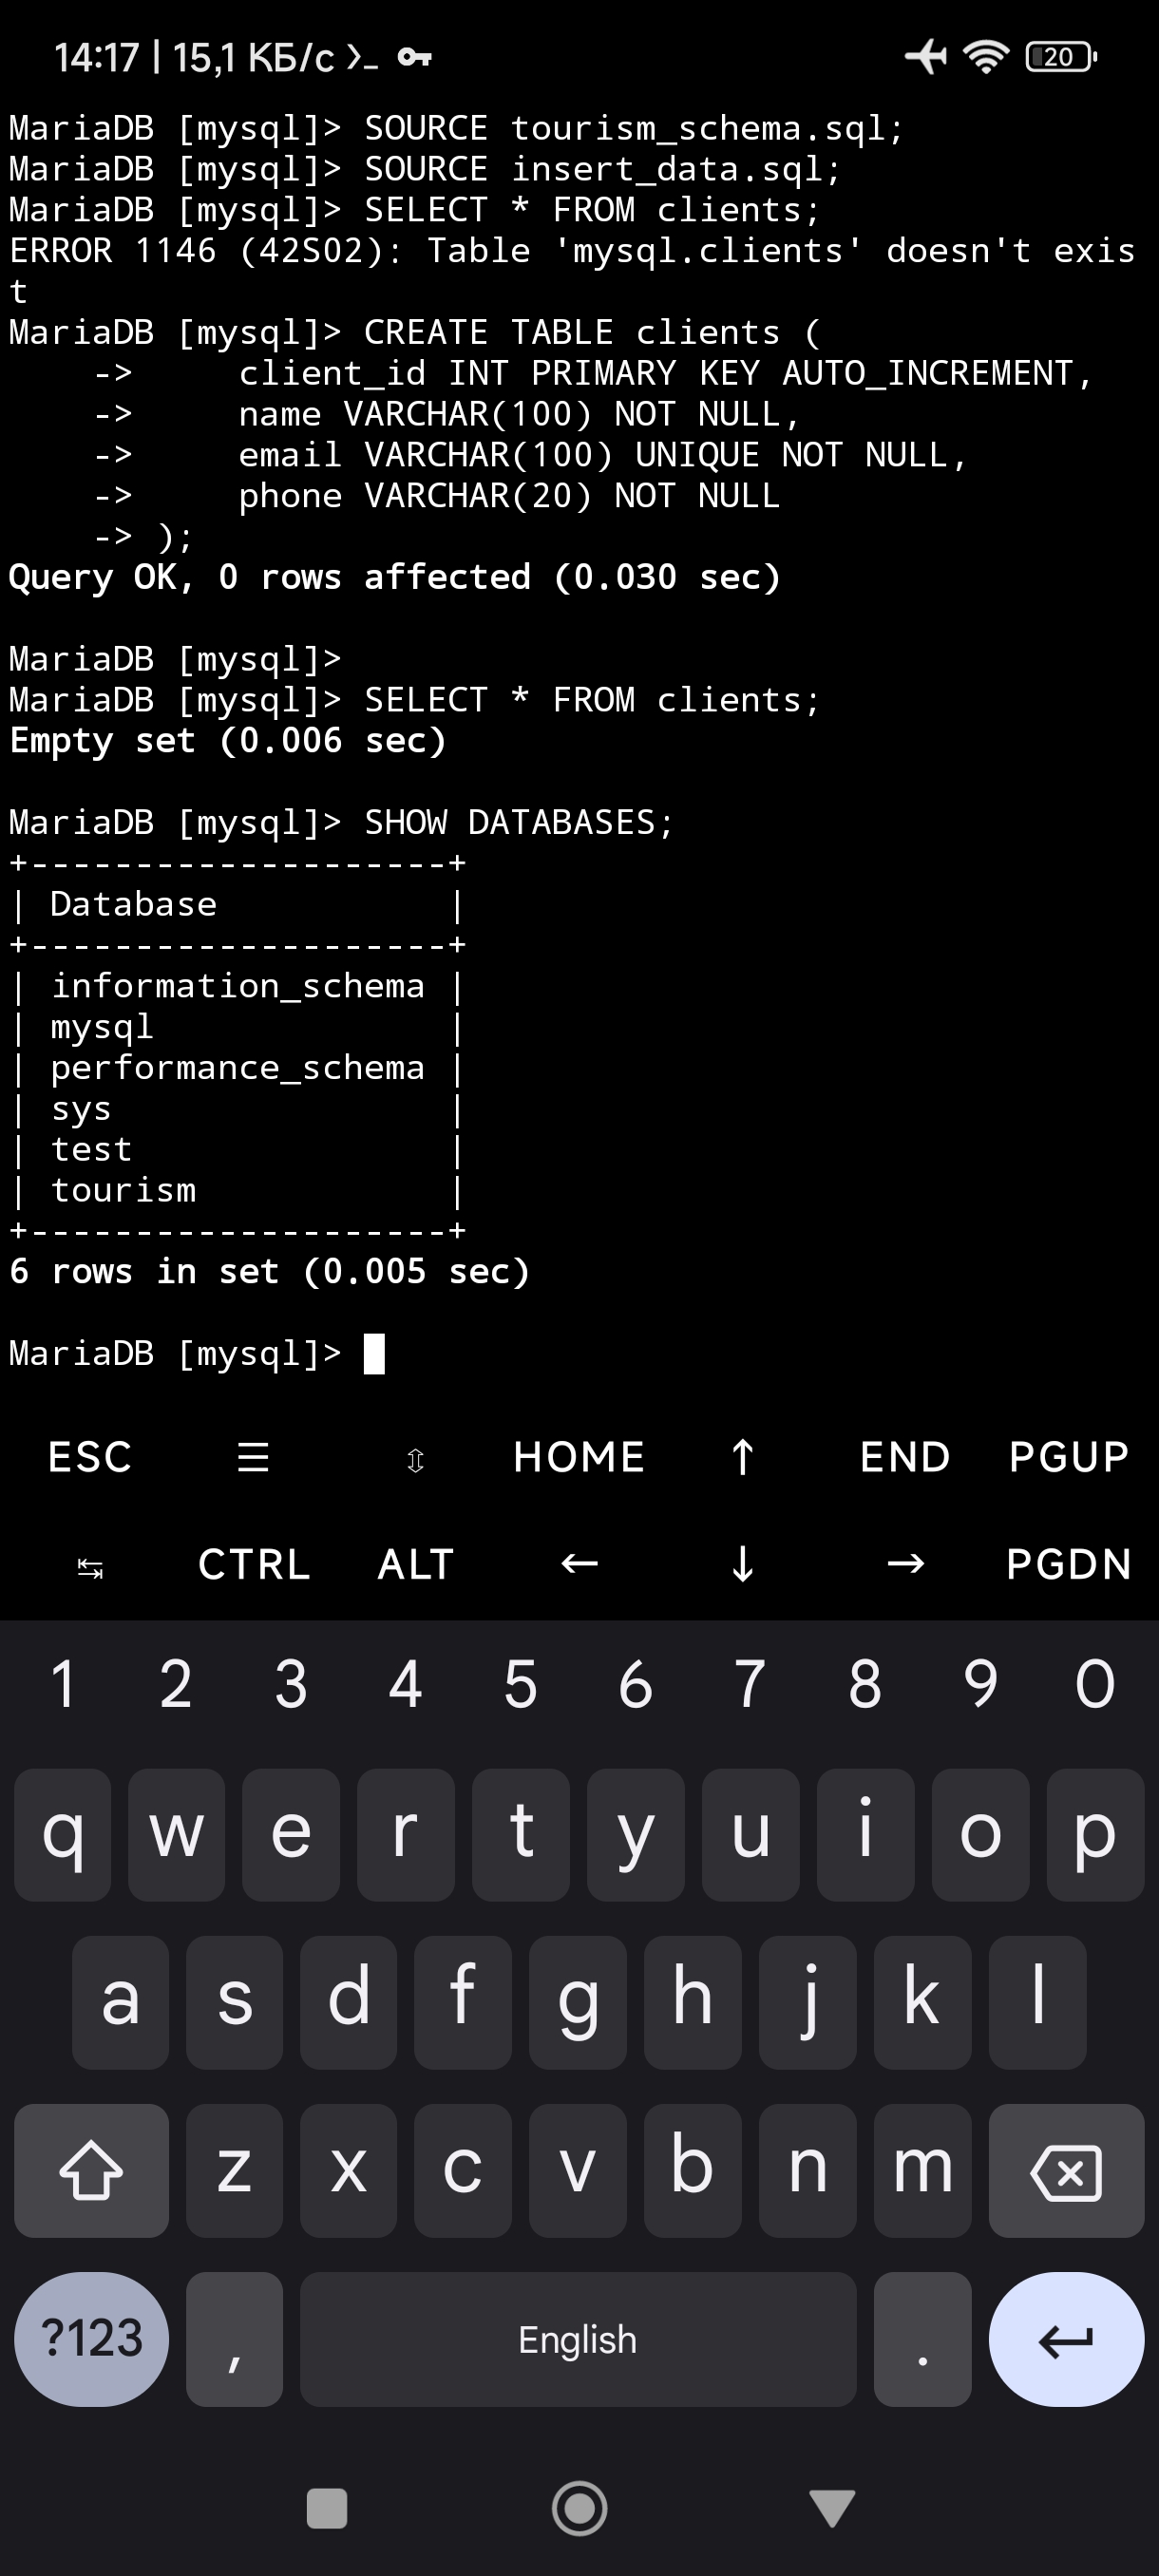 14:17 | 15,1 КБ/с
20
MariaDB [mysql]> SOURCE tourism_schema.sql;
MariaDB [mysql]> SOURCE insert_data.sql;
MariaDB [mysql]> SELECT * FROM clients;
ERROR 1146 (42S02): Table 'mysql.clients' doesn't exis
t
MariaDB [mysql]> CREATE TABLE clients (
    ->     client_id INT PRIMARY KEY AUTO_INCREMENT,
    ->     name VARCHAR(100) NOT NULL,
    ->     email VARCHAR(100) UNIQUE NOT NULL,
    ->     phone VARCHAR(20) NOT NULL
    -> );
Query OK, 0 rows affected (0.030 sec)
MariaDB [mysql]>
MariaDB [mysql]> SELECT * FROM clients;
Empty set (0.006 sec)
MariaDB [mysql]> SHOW DATABASES;
+--------------------+
| Database           |
+--------------------+
| information_schema |
| mysql              |
| performance_schema |
| sys                |
| test               |
| tourism            |
+--------------------+
6 rows in set (0.005 sec)
MariaDB [mysql]>
ESC ☰ ⇳ HOME ↑ END PGUP
↹ CTRL ALT ← ↓ → PGDN
1 2 3 4 5 6 7 8 9 0
q w e r t y u i o p
a s d f g h j k l
z x c v b n m
?123 , English .